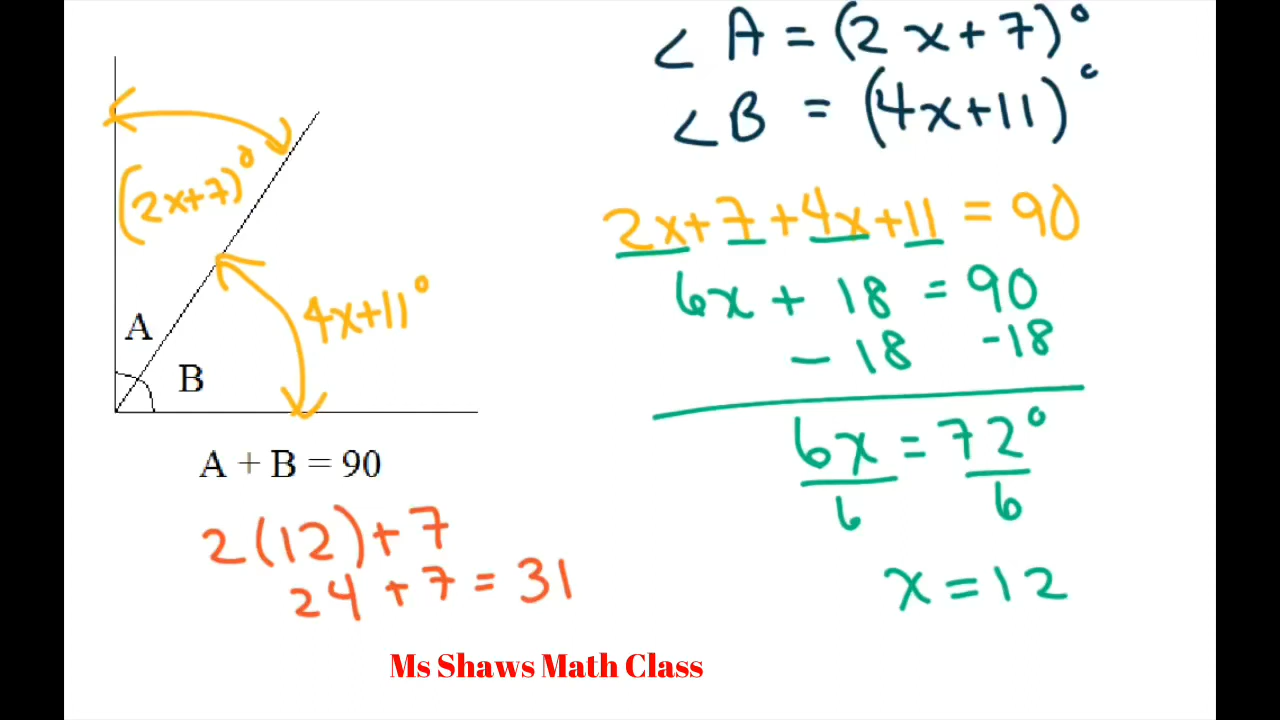 ∠A = (2x+7)°
∠B = (4x+11)°
(2x+7)°
4x+11°
A
B
A + B = 90
2(12)+7
24+7=31
2x+7+4x+11 = 90
6x + 18 = 90
-18 -18
6x = 72°
6 6
x=12
Ms Shaws Math Class